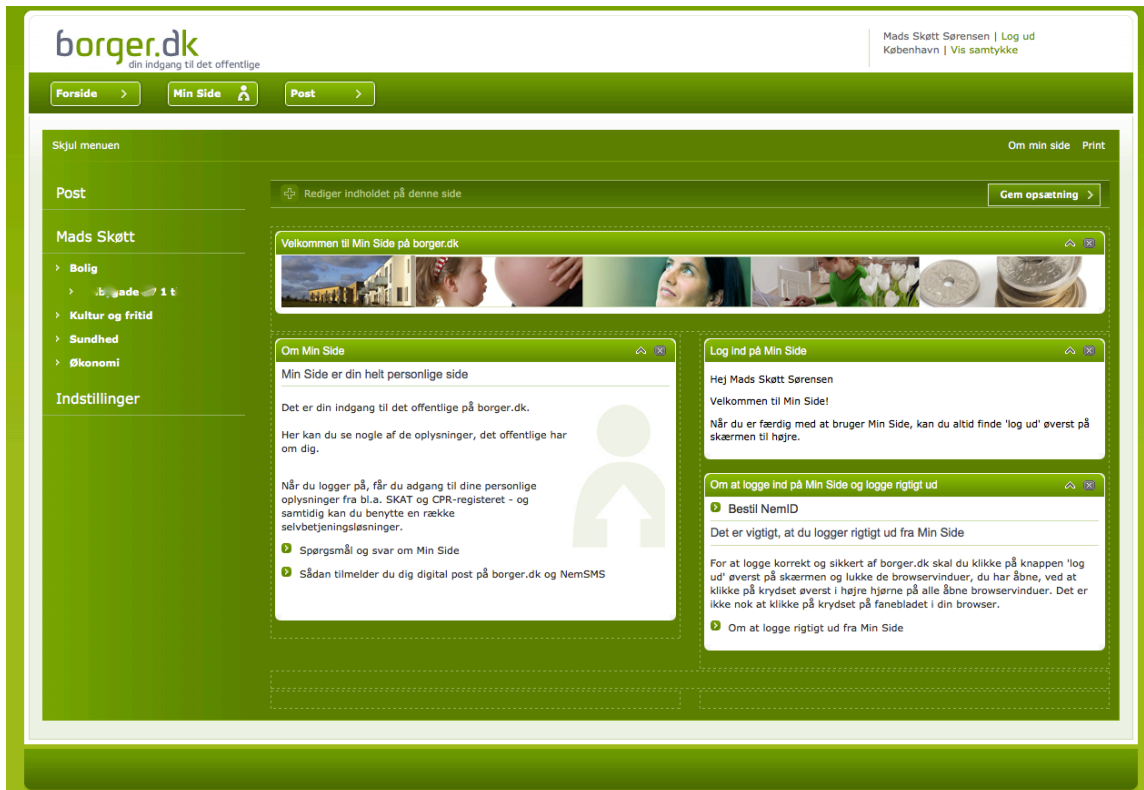 borger.dk
din indgang til det offentlige
Mads Skøtt Sørensen | Log ud
København | Vis samtykke
Forside
Min Side
Post
Skjul menuen
Om min side Print
Post
Mads Skøtt
Bolig
1
Kultur og fritid
Sundhed
Økonomi
Indstillinger
Rediger indholdet på denne side
Gem opsætning
Velkommen til Min Side på borger.dk
Om Min Side
Min Side er din helt personlige side
Det er din indgang til det offentlige på borger.dk.
Her kan du se nogle af de oplysninger, det offentlige har
om dig.
Når du logger på, får du adgang til dine personlige
oplysninger fra bl.a. SKAT og CPR-registeret - og
samtidig kan du benytte en række
selvbetjeningsløsninger.
Spørgsmål og svar om Min Side
Sådan tilmelder du dig digital post på borger.dk og NemSMS
Log ind på Min Side
Hej Mads Skøtt Sørensen
Velkommen til Min Side!
Når du er færdig med at bruger Min Side, kan du altid finde 'log ud' øverst på
skærmen til højre.
Om at logge ind på Min Side og logge rigtigt ud
Bestil NemID
Det er vigtigt, at du logger rigtigt ud fra Min Side
For at logge korrekt og sikkert af borger.dk skal du klikke på knappen 'log
ud' øverst på skærmen og lukke de browservinduer, du har åbne, ved at
klikke på krydset øverst i højre hjørne på alle åbne browservinduer. Det er
ikke nok at klikke på krydset på fanebladet i din browser.
Om at logge rigtigt ud fra Min Side